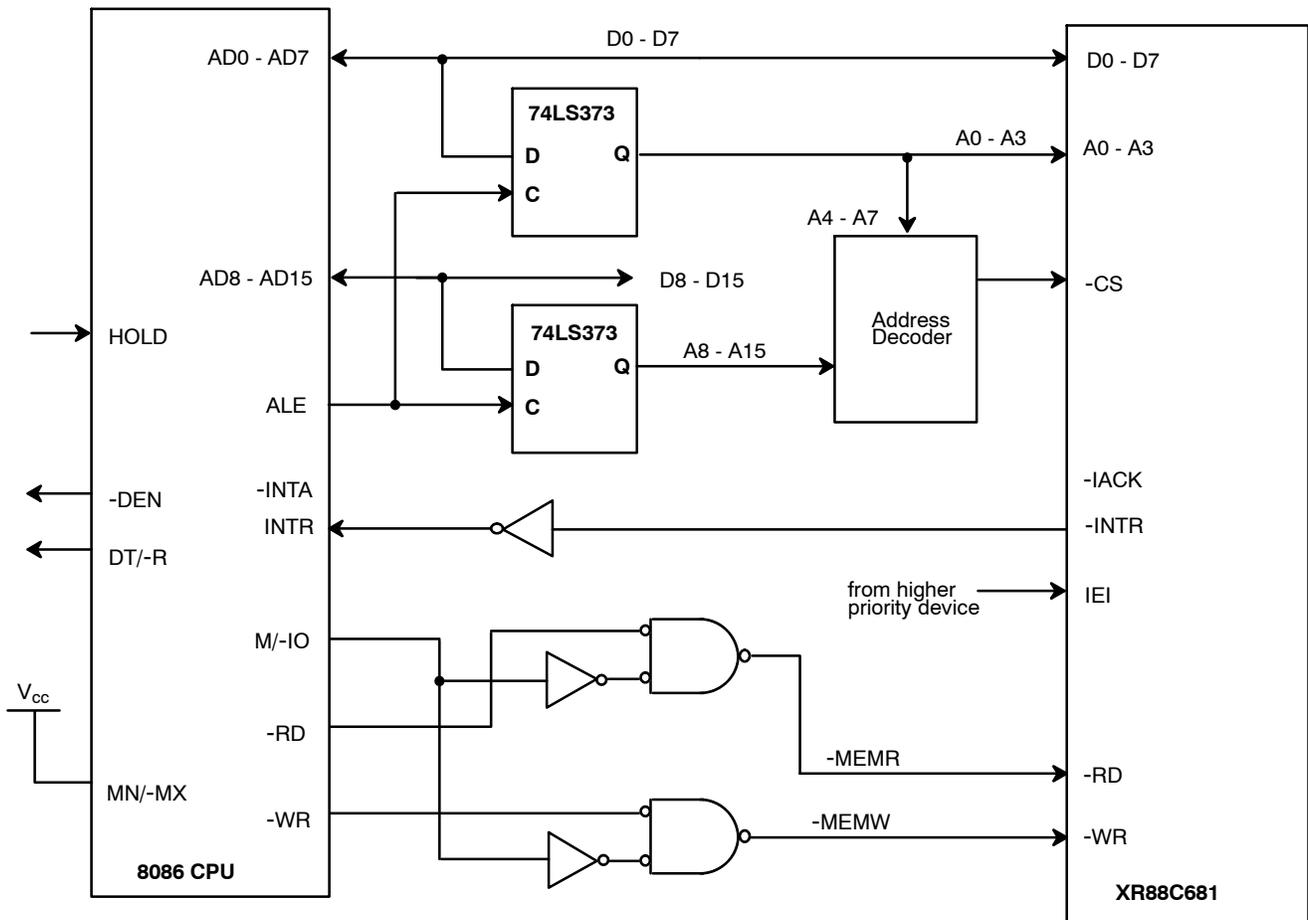 D0 - D7
AD0 - AD7
D0 - D7
74LS373
D
Q
C
A0 - A3
A0 - A3
A4 - A7
AD8 - AD15
D8 - D15
-CS
74LS373
D
Q
C
A8 - A15
Address
Decoder
HOLD
ALE
-DEN
-INTA
INTR
DT/-R
-IACK
-INTR
from higher
priority device
IEI
M/-IO
Vcc
-RD
-MEMR
-RD
MN/-MX
-WR
-MEMW
-WR
8086 CPU
XR88C681